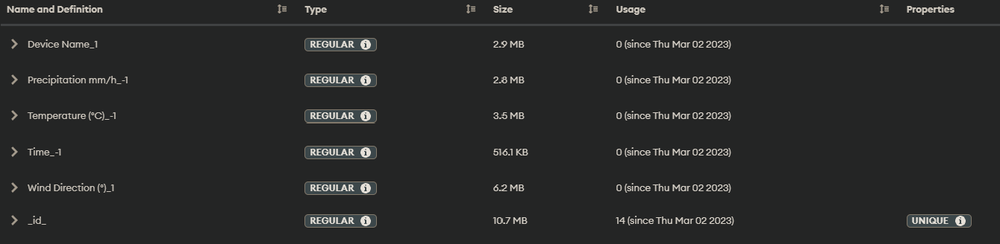 Name and Definition Type Size Usage Properties
Device Name_1 REGULAR i 2.9 MB 0 (since Thu Mar 02 2023)
Precipitation mm/h_-1 REGULAR i 2.8 MB 0 (since Thu Mar 02 2023)
Temperature (°C)_-1 REGULAR i 3.5 MB 0 (since Thu Mar 02 2023)
Time_-1 REGULAR i 516.1 KB 0 (since Thu Mar 02 2023)
Wind Direction (°)_1 REGULAR i 6.2 MB 0 (since Thu Mar 02 2023)
_id_ REGULAR i 10.7 MB 14 (since Thu Mar 02 2023) UNIQUE i